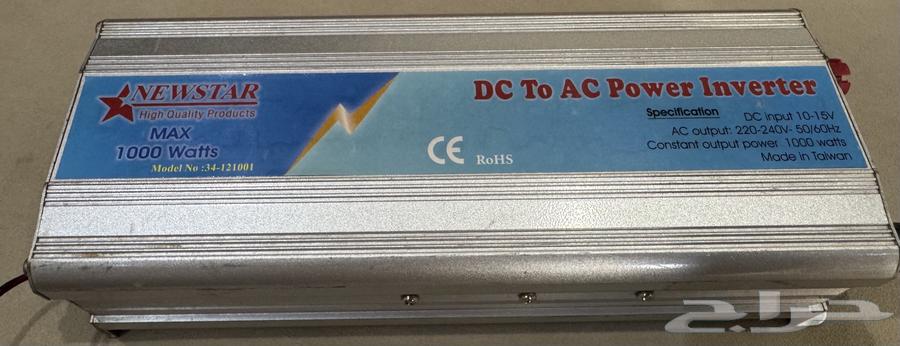 NEWSTAR
High Quality Products
MAX
1000 Watts
Model No :34-121001
CE RoHS
DC To AC Power Inverter
Specification
DC input 10-15V
AC output: 220-240V- 50/60Hz
Constant output power 1000 watts
Made in Taiwan
حراج